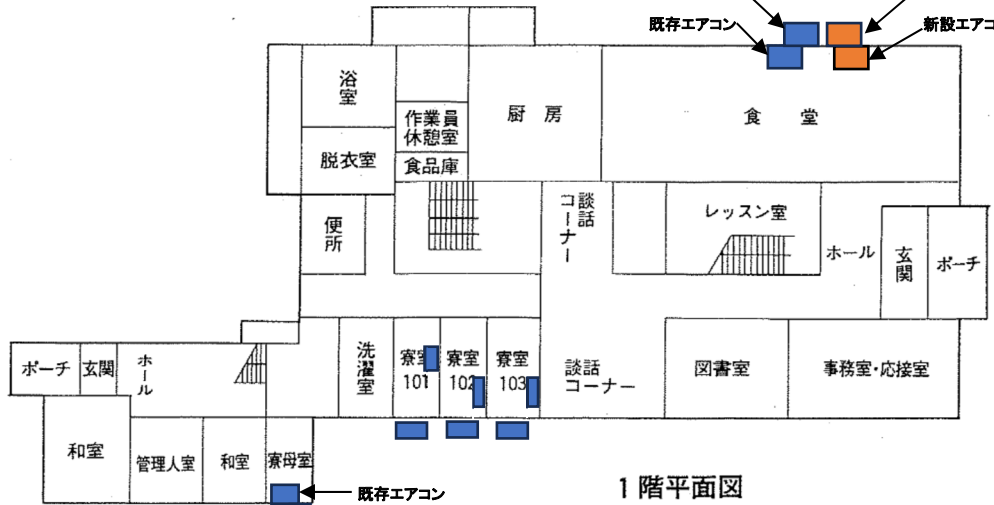 既存エアコン
新設エアコ
浴室
作業員
休憩室
厨 房
食 堂
脱衣室
食品庫
便所
談話
コーナー
レッスン室
ホール
玄関
ポーチ
ポーチ
玄関
ホール
洗濯室
寮室
101
寮室
102
寮室
103
談話
コーナー
図書室
事務室・応接室
和室
管理人室
和室
寮母室
既存エアコン
1階平面図